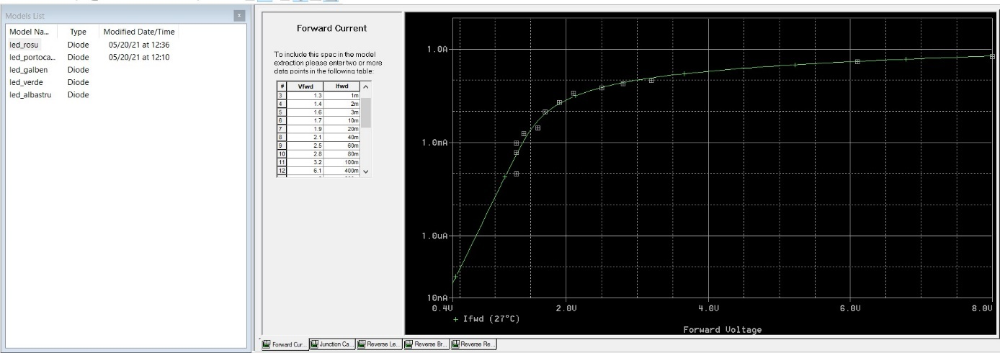 Models List
x
Model Na... Type Modified Date/Time
led_rosu Diode 05/20/21 at 12:36
led_portoca... Diode 05/20/21 at 12:10
led_galben Diode
led_verde Diode
led_albastru Diode
Forward Current
To include this spec in the model
extraction please enter two or more
data points in the following table:
# Vfwd Ifwd
3 1.3 1m
4 1.4 2m
5 1.6 3m
6 1.7 10m
7 1.9 20m
8 2.1 40m
9 2.5 60m
10 2.8 80m
11 3.2 100m
12 6.1 400m
1.0A
1.0mA
1.0uA
10nA
0.4V 2.0V 4.0V 6.0V 8.0V
+ Ifwd (27°C)
Forward Voltage
Forward Cur... Junction Ca... Reverse Le... Reverse Br... Reverse Re...